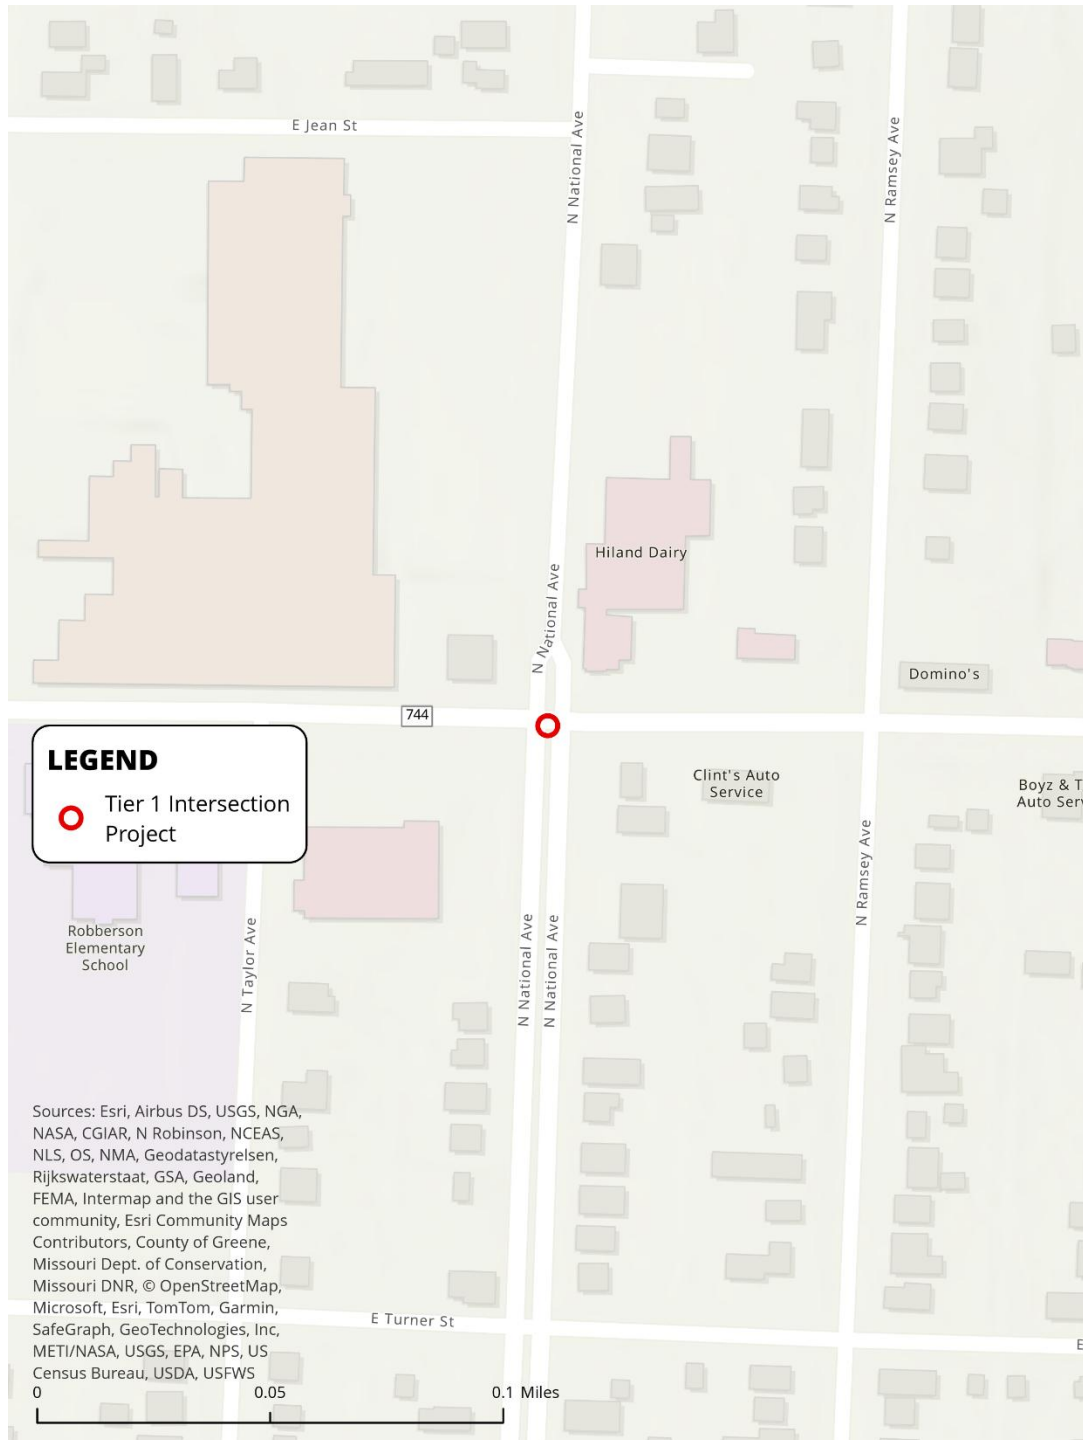 E Jean St
N National Ave
N Ramsey Ave
Hiland Dairy
N National Ave
Domino's
744
LEGEND
Tier 1 Intersection
Project
Clint's Auto
Service
Boyz & T
Auto Serv
N Ramsey Ave
Robberson
Elementary
School
N Taylor Ave
N National Ave
N National Ave
Sources: Esri, Airbus DS, USGS, NGA,
NASA, CGIAR, N Robinson, NCEAS,
NLS, OS, NMA, Geodatastyrelsen,
Rijkswaterstaat, GSA, Geoland,
FEMA, Intermap and the GIS user
community, Esri Community Maps
Contributors, County of Greene,
Missouri Dept. of Conservation,
Missouri DNR, © OpenStreetMap,
Microsoft, Esri, TomTom, Garmin,
SafeGraph, GeoTechnologies, Inc,
METI/NASA, USGS, EPA, NPS, US
Census Bureau, USDA, USFWS
E Turner St
E
0 0.05 0.1 Miles